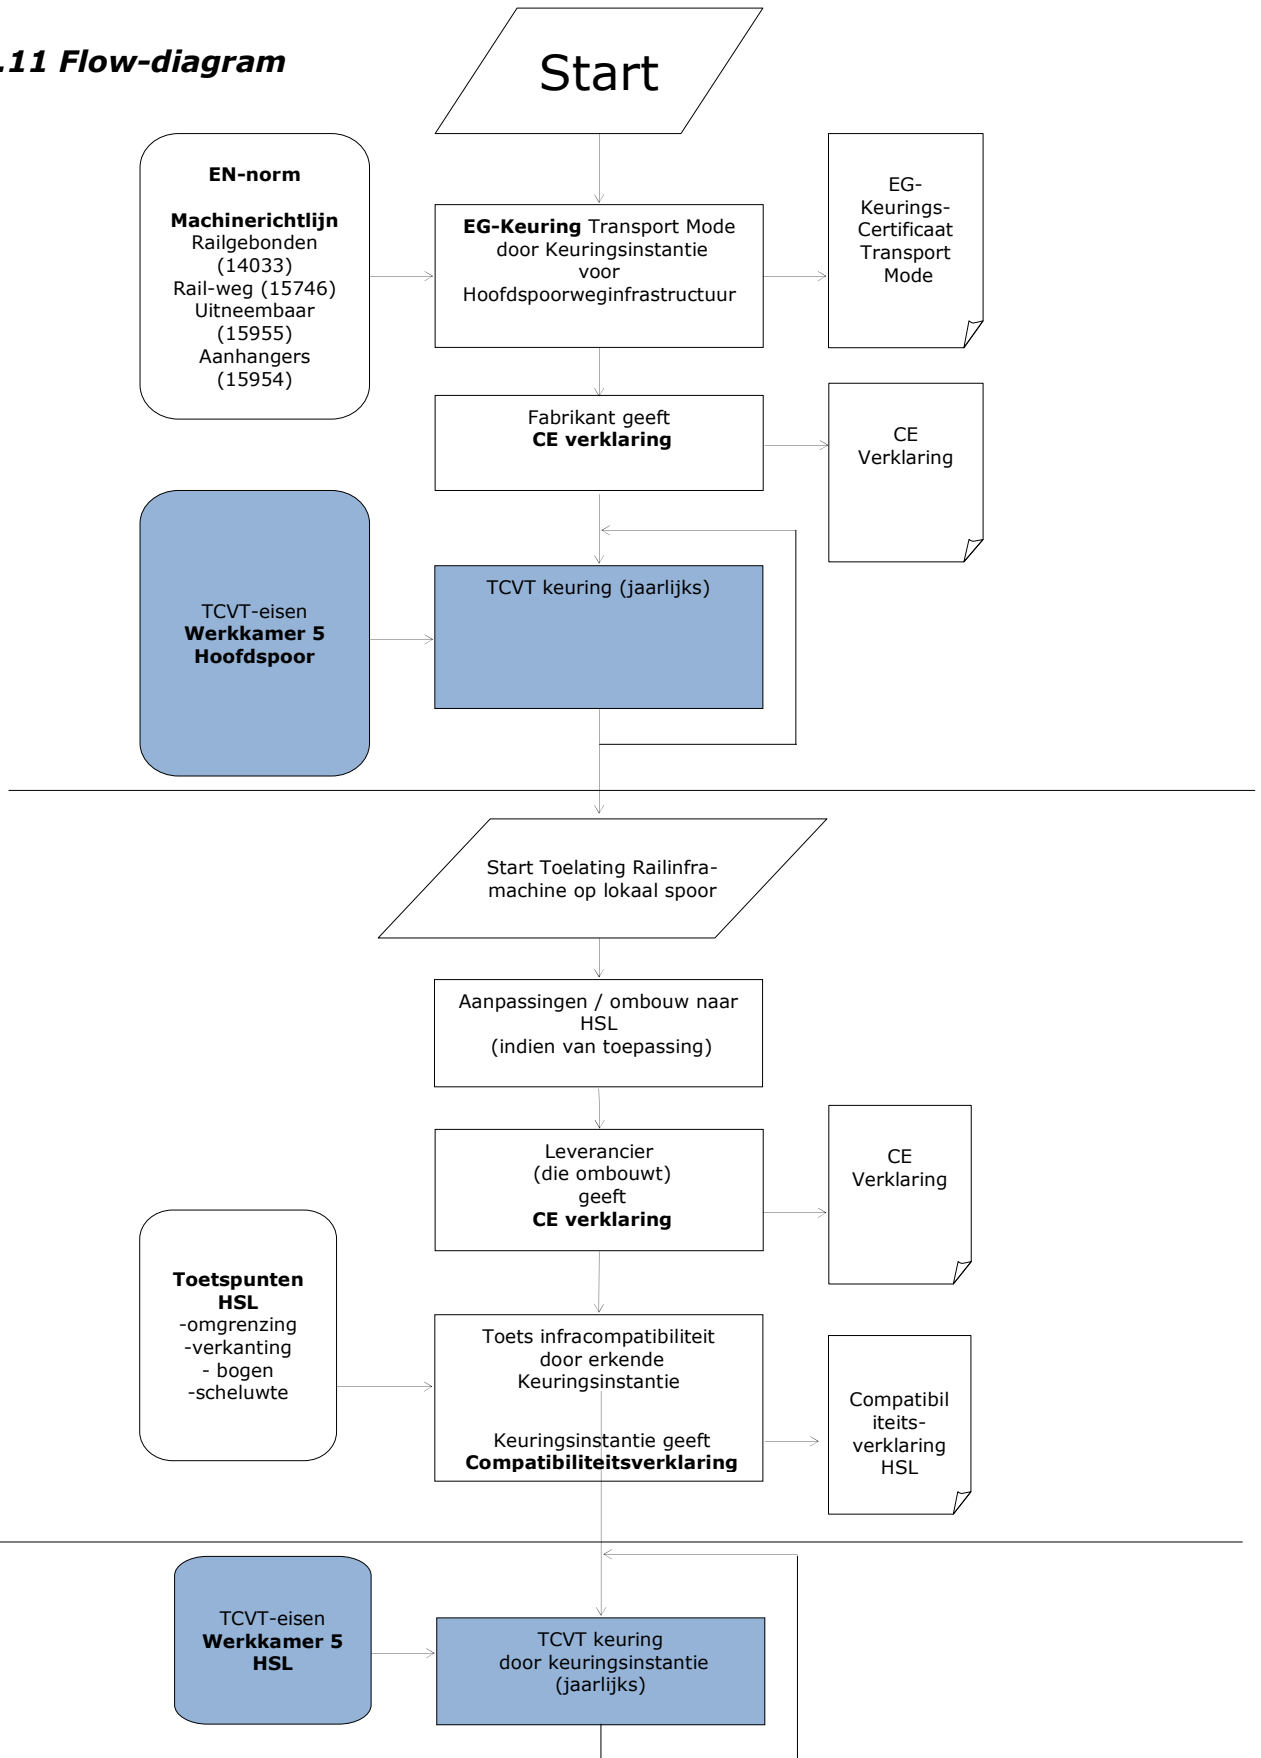 .11 Flow-diagram
Start
EN-norm
Machinerichtlijn
Railgebonden
(14033)
Rail-weg (15746)
Uitneembaar
(15955)
Aanhangers
(15954)
EG-Keuring Transport Mode
door Keuringsinstantie
voor
Hoofdspoorweginfrastructuur
EG-
Keurings-
Certificaat
Transport
Mode
Fabrikant geeft
CE verklaring
CE
Verklaring
TCVT-eisen
Werkkamer 5
Hoofdspoor
TCVT keuring (jaarlijks)
Start Toelating Railinfra-
machine op lokaal spoor
Aanpassingen / ombouw naar
HSL
(indien van toepassing)
Leverancier
(die ombouwt)
geeft
CE verklaring
CE
Verklaring
Toetspunten
HSL
-omgrenzing
-verkanting
- bogen
-scheluwte
Toets infracompatibiliteit
door erkende
Keuringsinstantie
Keuringsinstantie geeft
Compatibiliteitsverklaring
Compatibil
iteits-
verklaring
HSL
TCVT-eisen
Werkkamer 5
HSL
TCVT keuring
door keuringsinstantie
(jaarlijks)